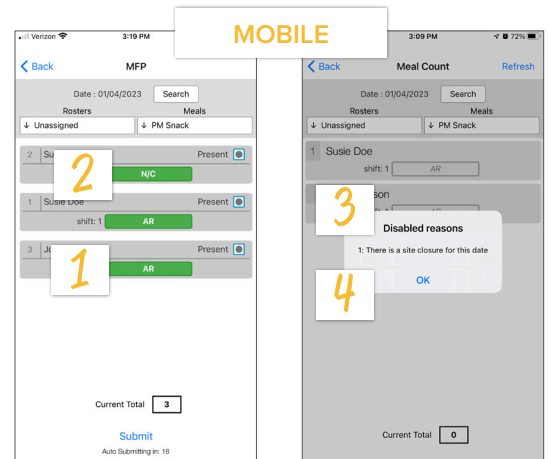 MOBILE
Verizon 3:19 PM
Back MFP
Date : 01/04/2023 Search
Rosters Meals
↓ Unassigned ↓ PM Snack
2 Su Present
N/C
2
1 Susie Doe Present
shift: 1 AR
3 Jo Present
AR
1
Current Total 3
Submit
Auto Submitting in: 18
3:09 PM 72%
Back Meal Count Refresh
Date : 01/04/2023 Search
Rosters Meals
↓ Unassigned ↓ PM Snack
1 Susie Doe
shift: 1 AR
3
son
Disabled reasons
1: There is a site closure for this date
OK
4
Current Total 0